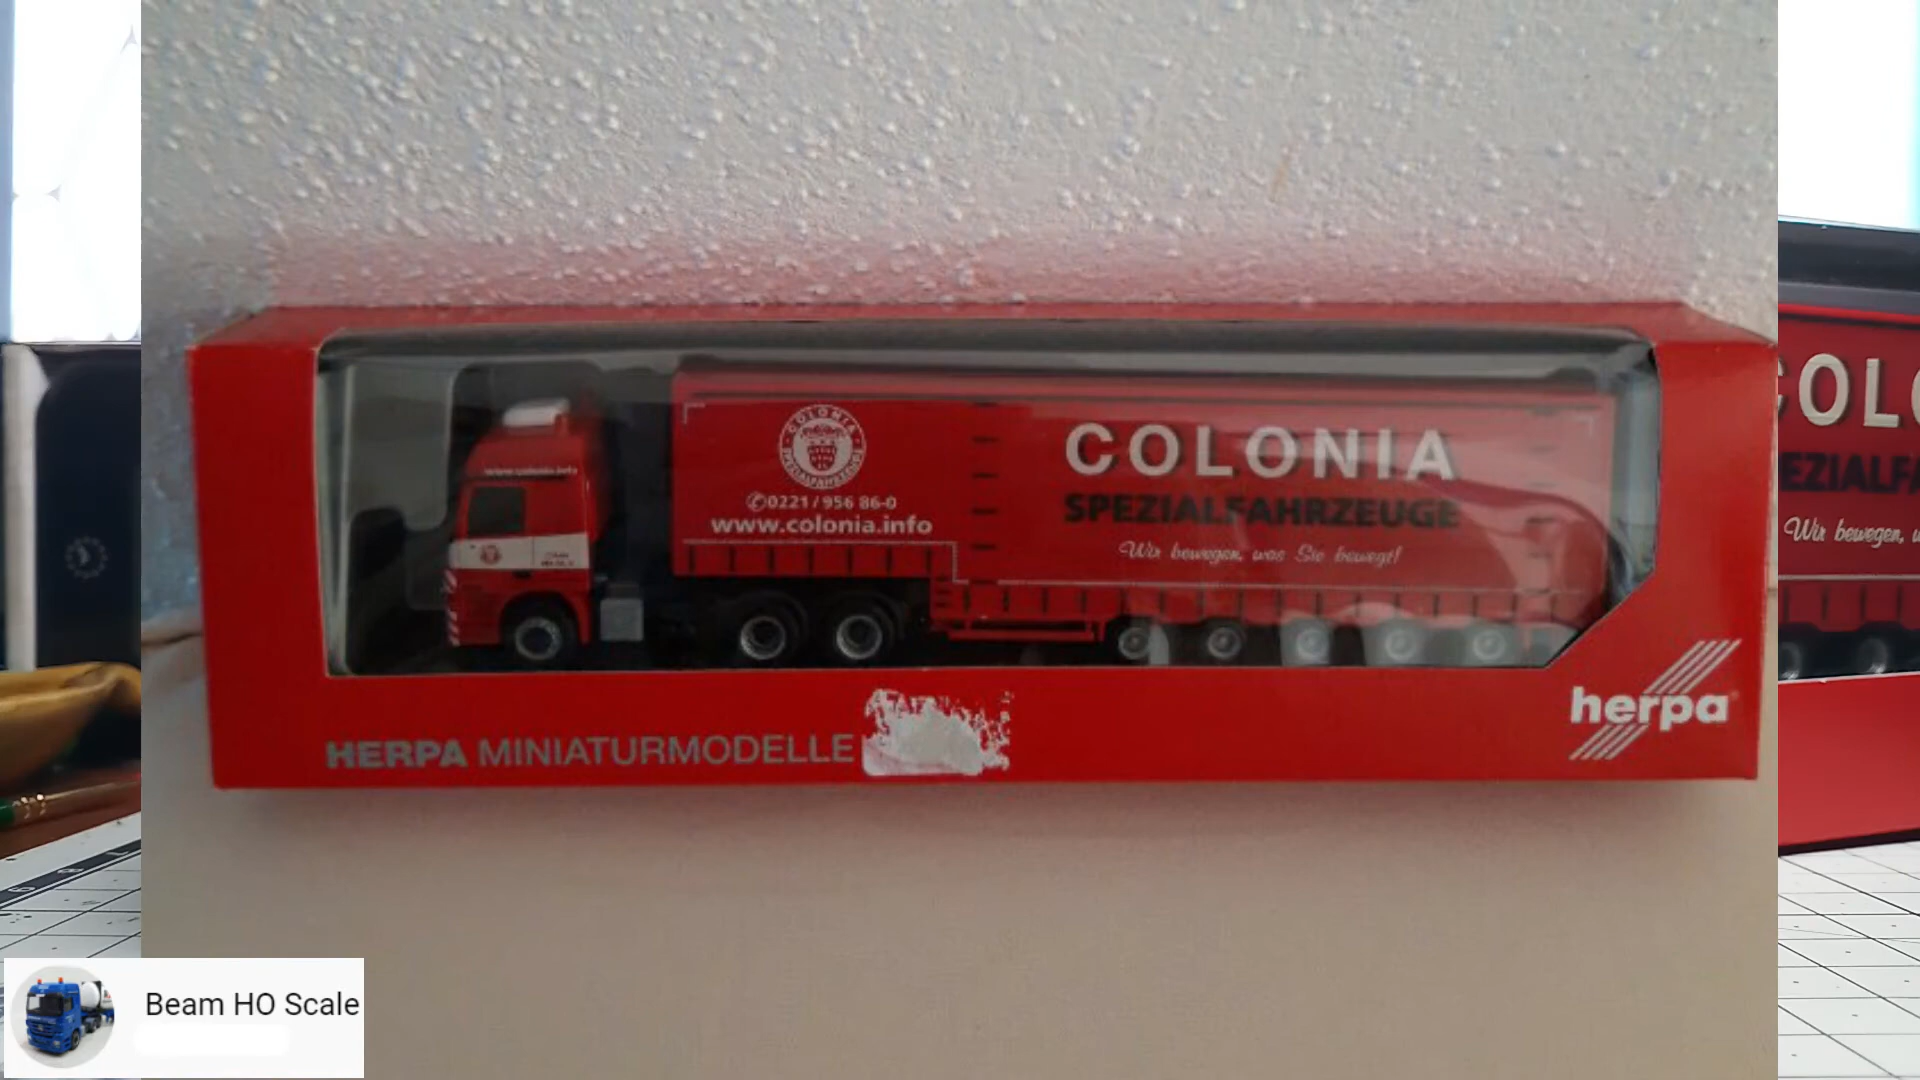 www.colonia.info
COLONIA
SPEZIALFAHRZEUGE
✆0221 / 956 86-0
www.colonia.info
COLONIA
SPEZIALFAHRZEUGE
Wir bewegen, was Sie bewegt!
HERPA MINIATURMODELLE
herpa
COLO
EZIALFA
Wir bewegen, w
Beam HO Scale